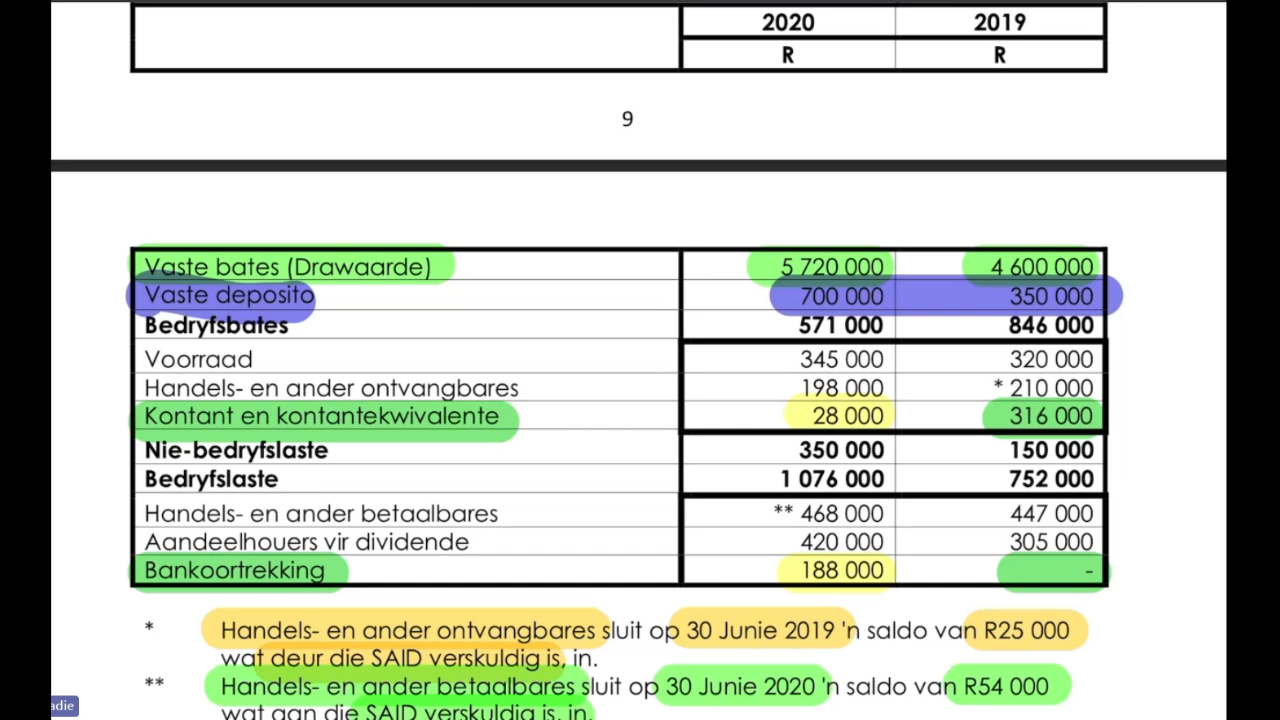 2020 2019
R R
9
Vaste bates (Drawaarde) 5 720 000 4 600 000
Vaste deposito 700 000 350 000
Bedryfsbates 571 000 846 000
Voorraad 345 000 320 000
Handels- en ander ontvangbares 198 000 * 210 000
Kontant en kontantekwivalente 28 000 316 000
Nie-bedryfslaste 350 000 150 000
Bedryfslaste 1 076 000 752 000
Handels- en ander betaalbares ** 468 000 447 000
Aandeelhouers vir dividende 420 000 305 000
Bankoortrekking 188 000 -
* Handels- en ander ontvangbares sluit op 30 Junie 2019 'n saldo van R25 000
wat deur die SAID verskuldig is, in.
** Handels- en ander betaalbares sluit op 30 Junie 2020 'n saldo van R54 000
wat aan die SAID verskuldig is, in.
adie